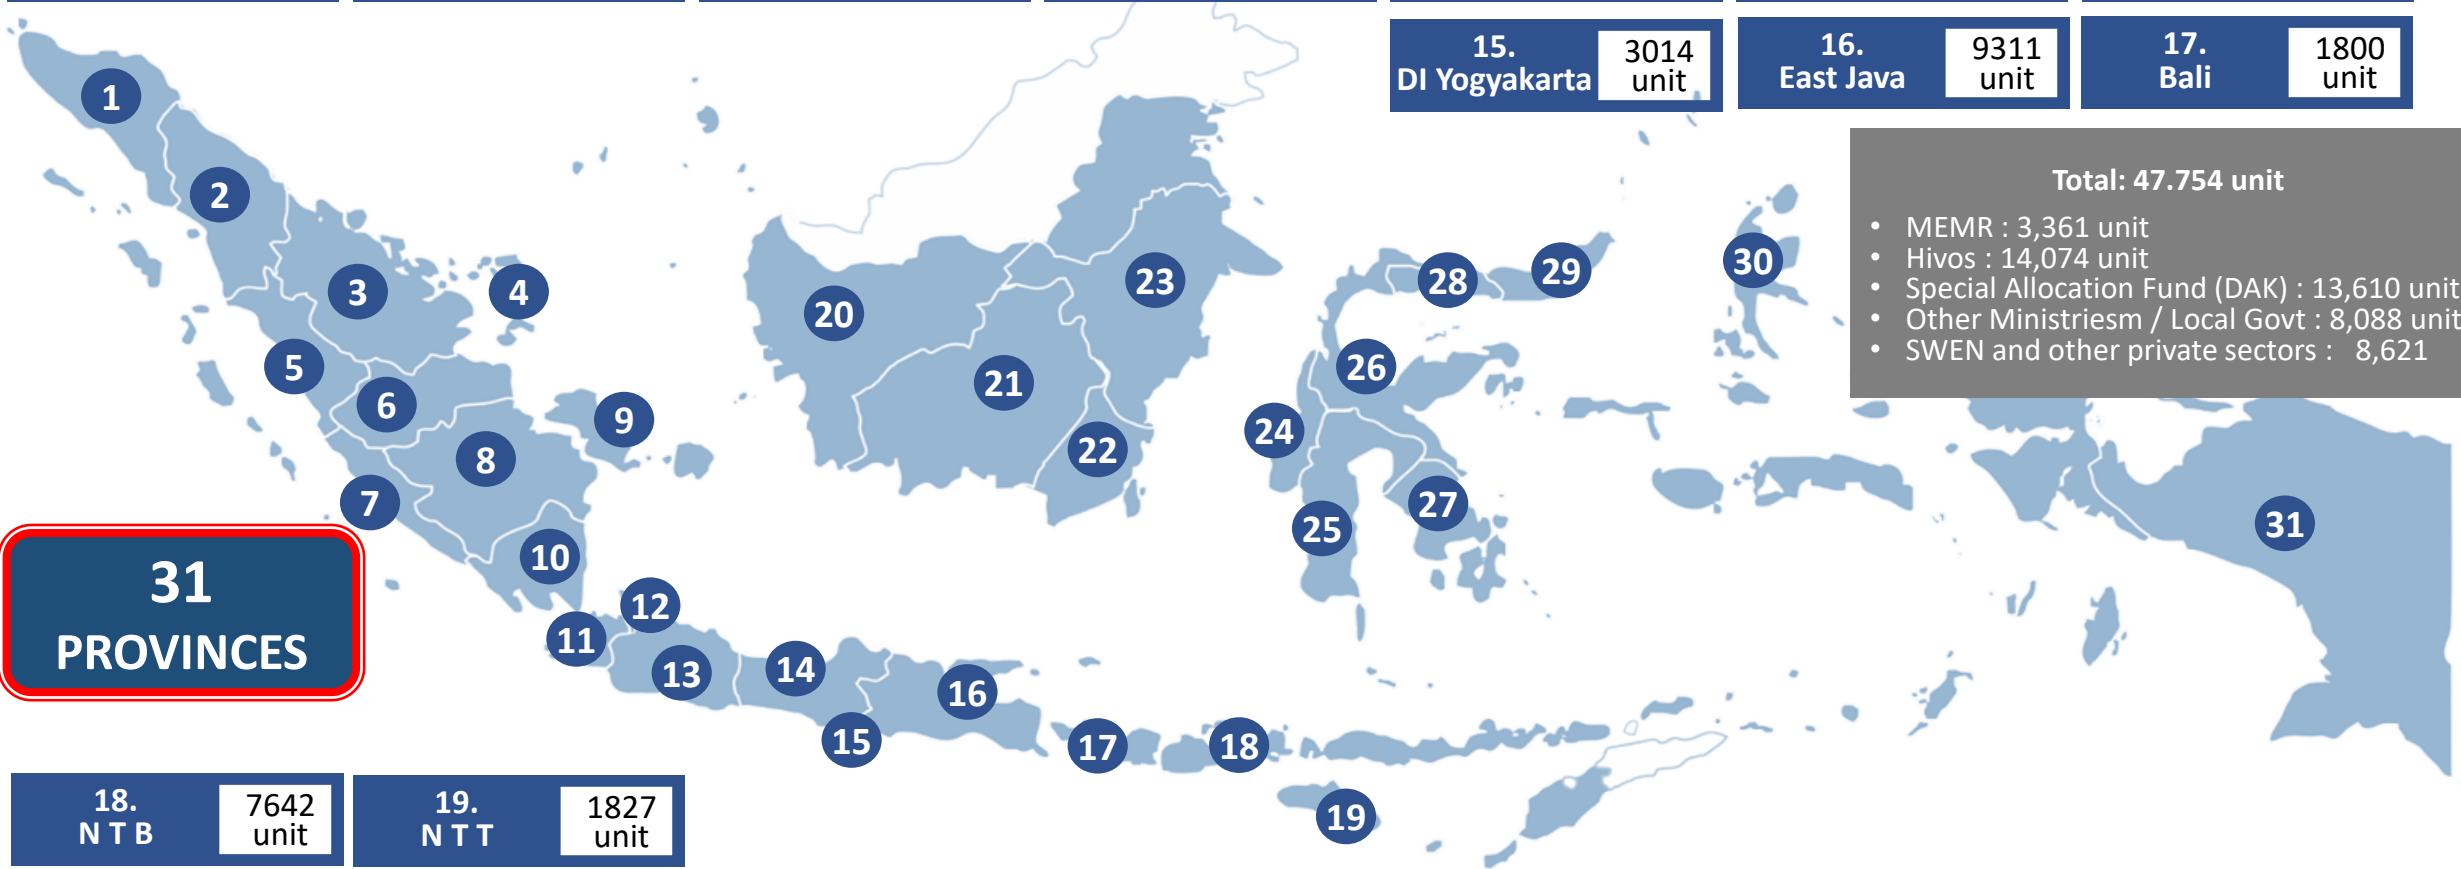 15.
DI Yogyakarta
3014
unit
16.
East Java
9311
unit
17.
Bali
1800
unit
Total: 47.754 unit
• MEMR : 3,361 unit
• Hivos : 14,074 unit
• Special Allocation Fund (DAK) : 13,610 unit
• Other Ministriesm / Local Govt : 8,088 unit
• SWEN and other private sectors : 8,621
1
2
3
4
5
6
7
8
9
10
11
12
13
14
15
16
17
18
19
20
21
22
23
24
25
26
27
28
29
30
31
31
PROVINCES
18.
N T B
7642
unit
19.
N T T
1827
unit